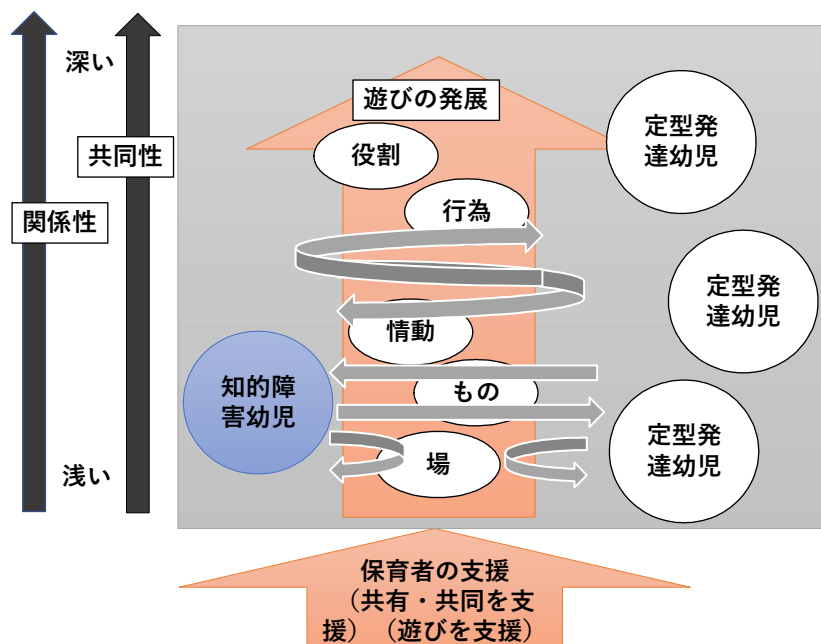 深い
遊びの発展
定型発
達幼児
役割
共同性
行為
関係性
定型発
達幼児
情動
知的障
害幼児
もの
定型発
達幼児
場
浅い
保育者の支援
（共有・共同を支
援）（遊びを支援）